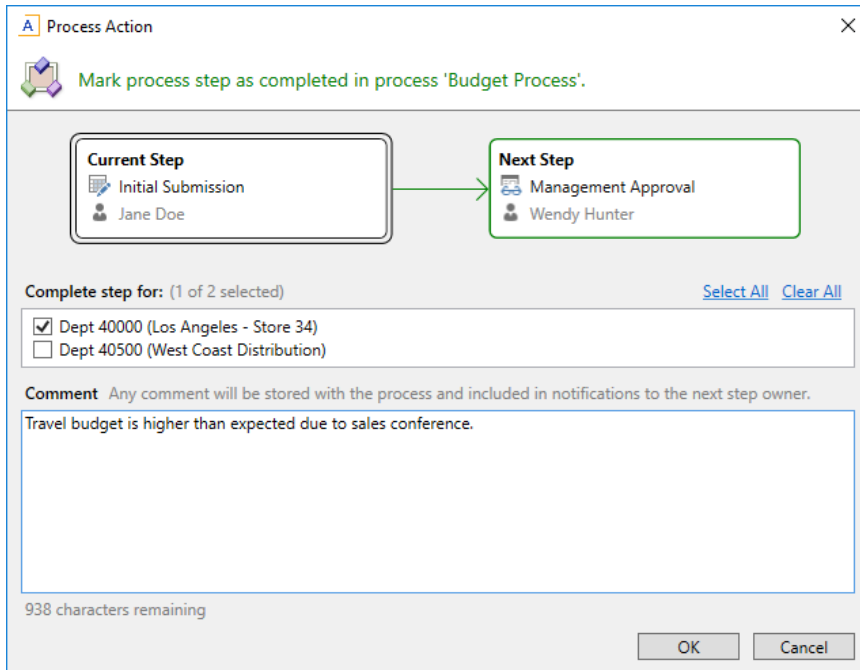 A Process Action
Mark process step as completed in process 'Budget Process'.
Current Step
Initial Submission
Jane Doe
Next Step
Management Approval
Wendy Hunter
Complete step for: (1 of 2 selected) Select All Clear All
Dept 40000 (Los Angeles - Store 34)
Dept 40500 (West Coast Distribution)
Comment Any comment will be stored with the process and included in notifications to the next step owner.
Travel budget is higher than expected due to sales conference.
938 characters remaining
OK Cancel